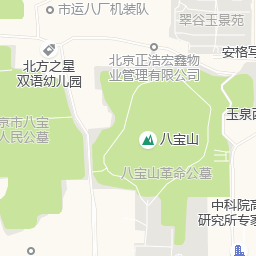 市运八厂机装队
翠谷玉景苑
北京正浩宏鑫物
业管理有限公司
安格写
北方之星
双语幼儿园
玉泉西
京市八宝
人民公墓
八宝山
八宝山革命公墓
中科院高
研究所专家